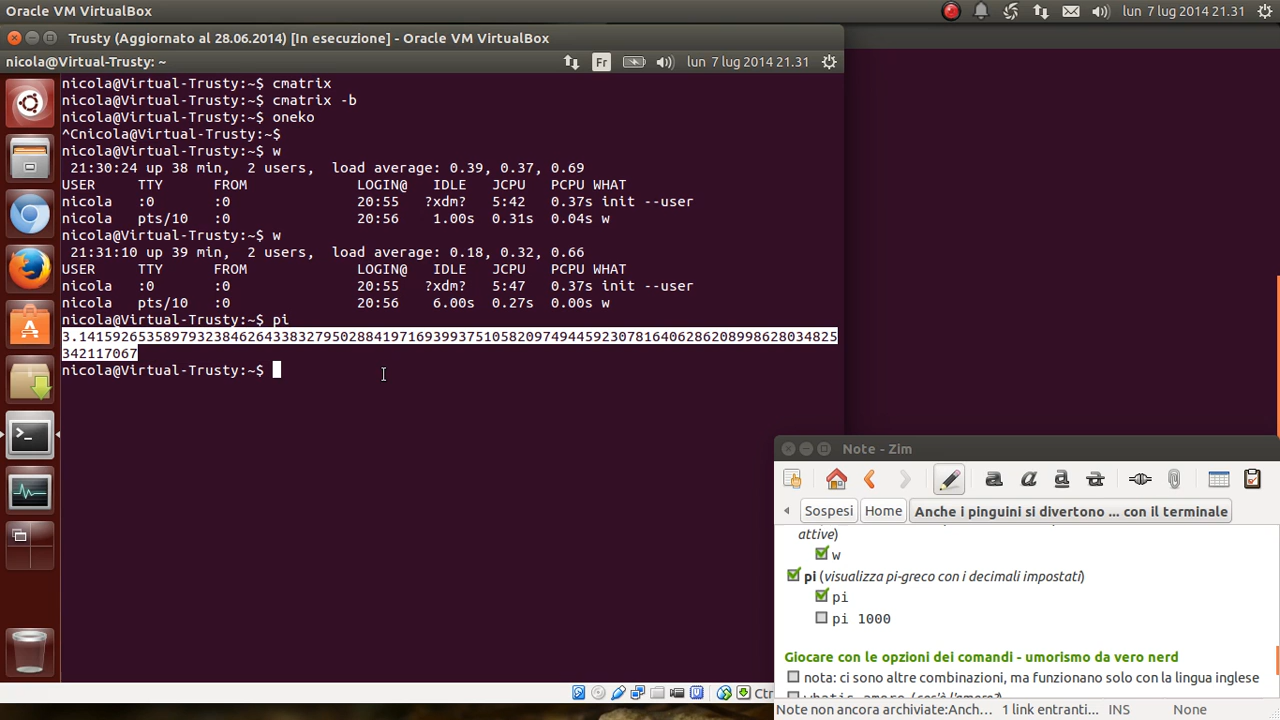 Oracle VM VirtualBox
lun 7 lug 2014 21.31
Trusty (Aggiornato al 28.06.2014) [In esecuzione] - Oracle VM VirtualBox
nicola@Virtual-Trusty: ~
Fr
lun 7 lug 2014 21.31
nicola@Virtual-Trusty:~$ cmatrix
nicola@Virtual-Trusty:~$ cmatrix -b
nicola@Virtual-Trusty:~$ oneko
^Cnicola@Virtual-Trusty:~$
nicola@Virtual-Trusty:~$ w
21:30:24 up 38 min, 2 users, load average: 0.39, 0.37, 0.69
USER TTY FROM LOGIN@ IDLE JCPU PCPU WHAT
nicola :0 :0 20:55 ?xdm? 5:42 0.37s init --user
nicola pts/10 :0 20:56 1.00s 0.31s 0.04s w
nicola@Virtual-Trusty:~$ w
21:31:10 up 39 min, 2 users, load average: 0.18, 0.32, 0.66
USER TTY FROM LOGIN@ IDLE JCPU PCPU WHAT
nicola :0 :0 20:55 ?xdm? 5:47 0.37s init --user
nicola pts/10 :0 20:56 6.00s 0.27s 0.00s w
nicola@Virtual-Trusty:~$ pi
3.141592653589793238462643383279502884197169399375105820974944592307816406286208998628034825
342117067
nicola@Virtual-Trusty:~$
Note - Zim
Sospesi Home Anche i pinguini si divertono ... con il terminale
attive)
w
pi (visualizza pi-greco con i decimali impostati)
pi
pi 1000
Giocare con le opzioni dei comandi - umorismo da vero nerd
nota: ci sono altre combinazioni, ma funzionano solo con la lingua inglese
Ctr
Note non ancora archiviate:Anch... 1 link entranti... INS None